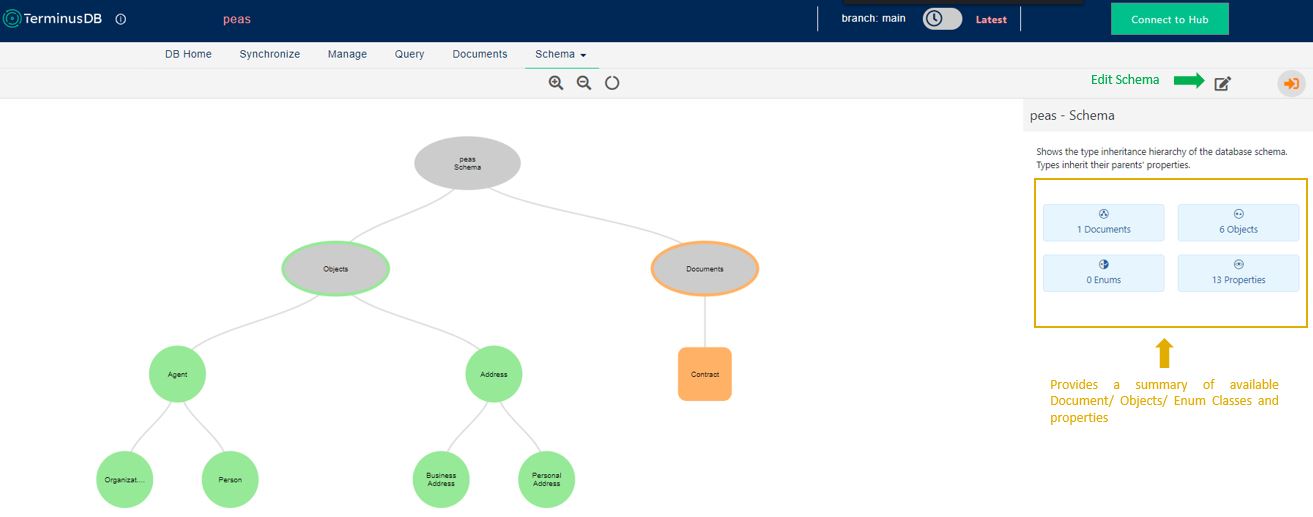 TerminusDB
peas
branch: main
Latest
Connect to Hub
DB Home Synchronize Manage Query Documents Schema
Edit Schema
peas - Schema
Shows the type inheritance hierarchy of the database schema.
Types inherit their parents' properties.
1 Documents
6 Objects
0 Enums
13 Properties
Provides a summary of available
Document/ Objects/ Enum Classes and
properties
peas
Schema
Objects
Documents
Agent
Address
Contract
Organizat....
Person
Business
Address
Personal
Address